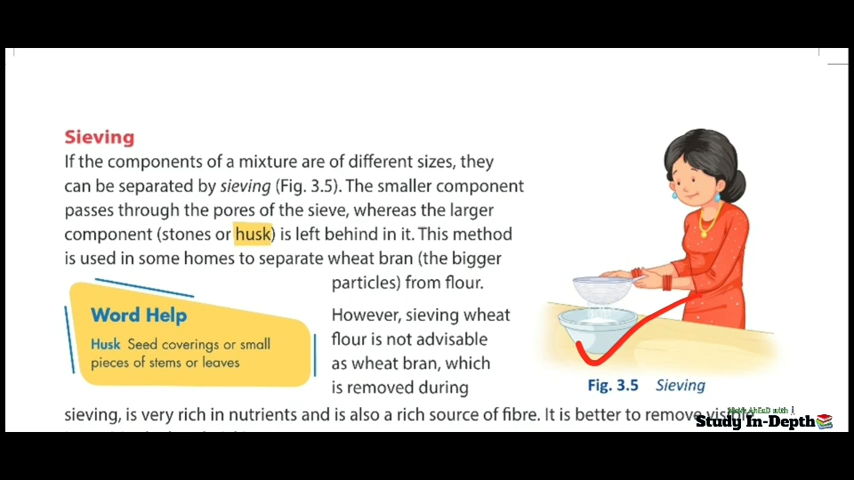 Sieving
If the components of a mixture are of different sizes, they
can be separated by sieving (Fig. 3.5). The smaller component
passes through the pores of the sieve, whereas the larger
component (stones or husk) is left behind in it. This method
is used in some homes to separate wheat bran (the bigger
particles) from flour.
Word Help
Husk Seed coverings or small
pieces of stems or leaves
However, sieving wheat
flour is not advisable
as wheat bran, which
is removed during
Fig. 3.5 Sieving
sieving, is very rich in nutrients and is also a rich source of fibre. It is better to remove visible
Study In-Depth